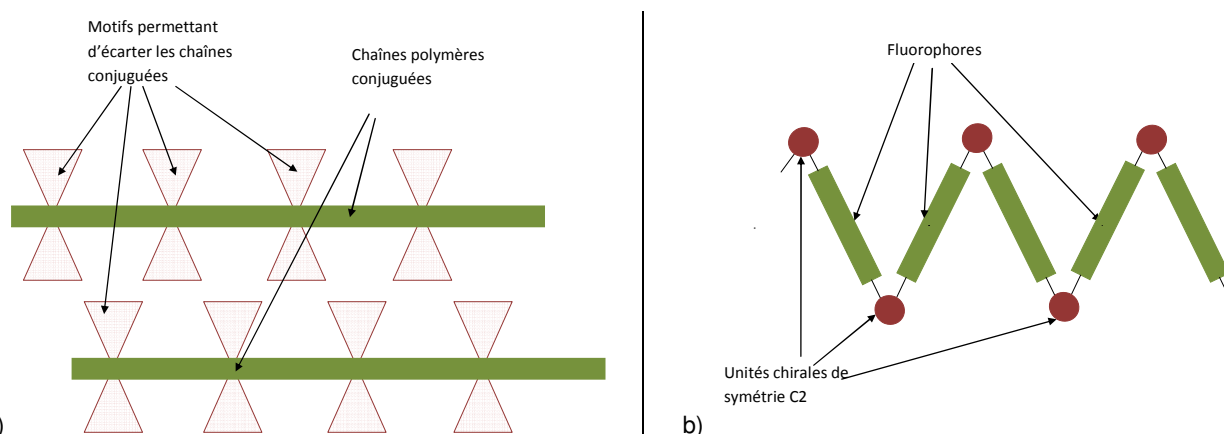 Motifs permettant
d'écarter les chaînes
conjuguées
Chaînes polymères
conjuguées
)
Fluorophores
Unités chirales de
symétrie C2
b)